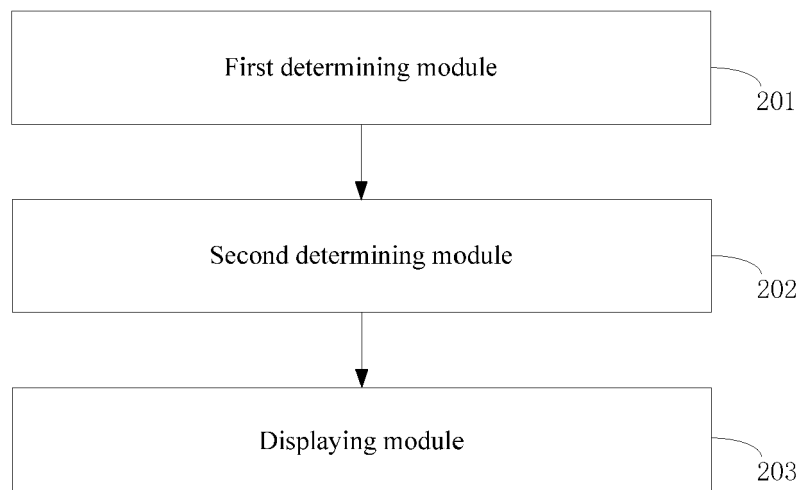 First determining module
201
Second determining module
202
Displaying module
203